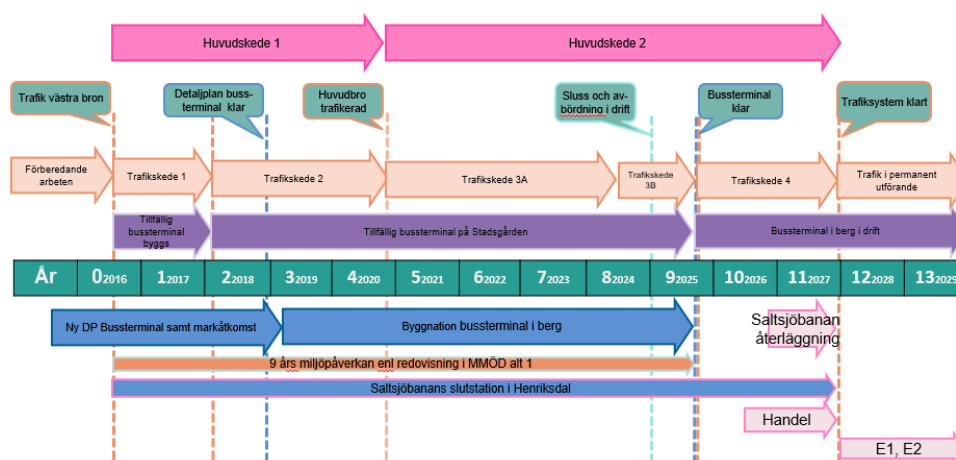 Huvudskede 1
Huvudskede 2
Trafik västra bron
Detaljplan buss-
terminal klar
Huvudbro
trafikerad
Sluss och av-
bördning i drift
Bussterminal
klar
Trafiksystem klart
Förberedande
arbeten
Trafikskede 1
Trafikskede 2
Trafikskede 3A
Trafikskede
3B
Trafikskede 4
Trafik i permanent
utförande
Tillfällig
bussterminal
byggs
Tillfällig bussterminal på Stadsgården
Bussterminal i berg i drift
År 0 2016 1 2017 2 2018 3 2019 4 2020 5 2021 6 2022 7 2023 8 2024 9 2025 10 2026 11 2027 12 2028 13 2029
Ny DP Bussterminal samt markåtkomst
Byggnation bussterminal i berg
Saltsjöbanan
återläggning
9 års miljöpåverkan enl redovisning i MMÖD alt 1
Saltsjöbanans slutstation i Henriksdal
Handel
E1, E2